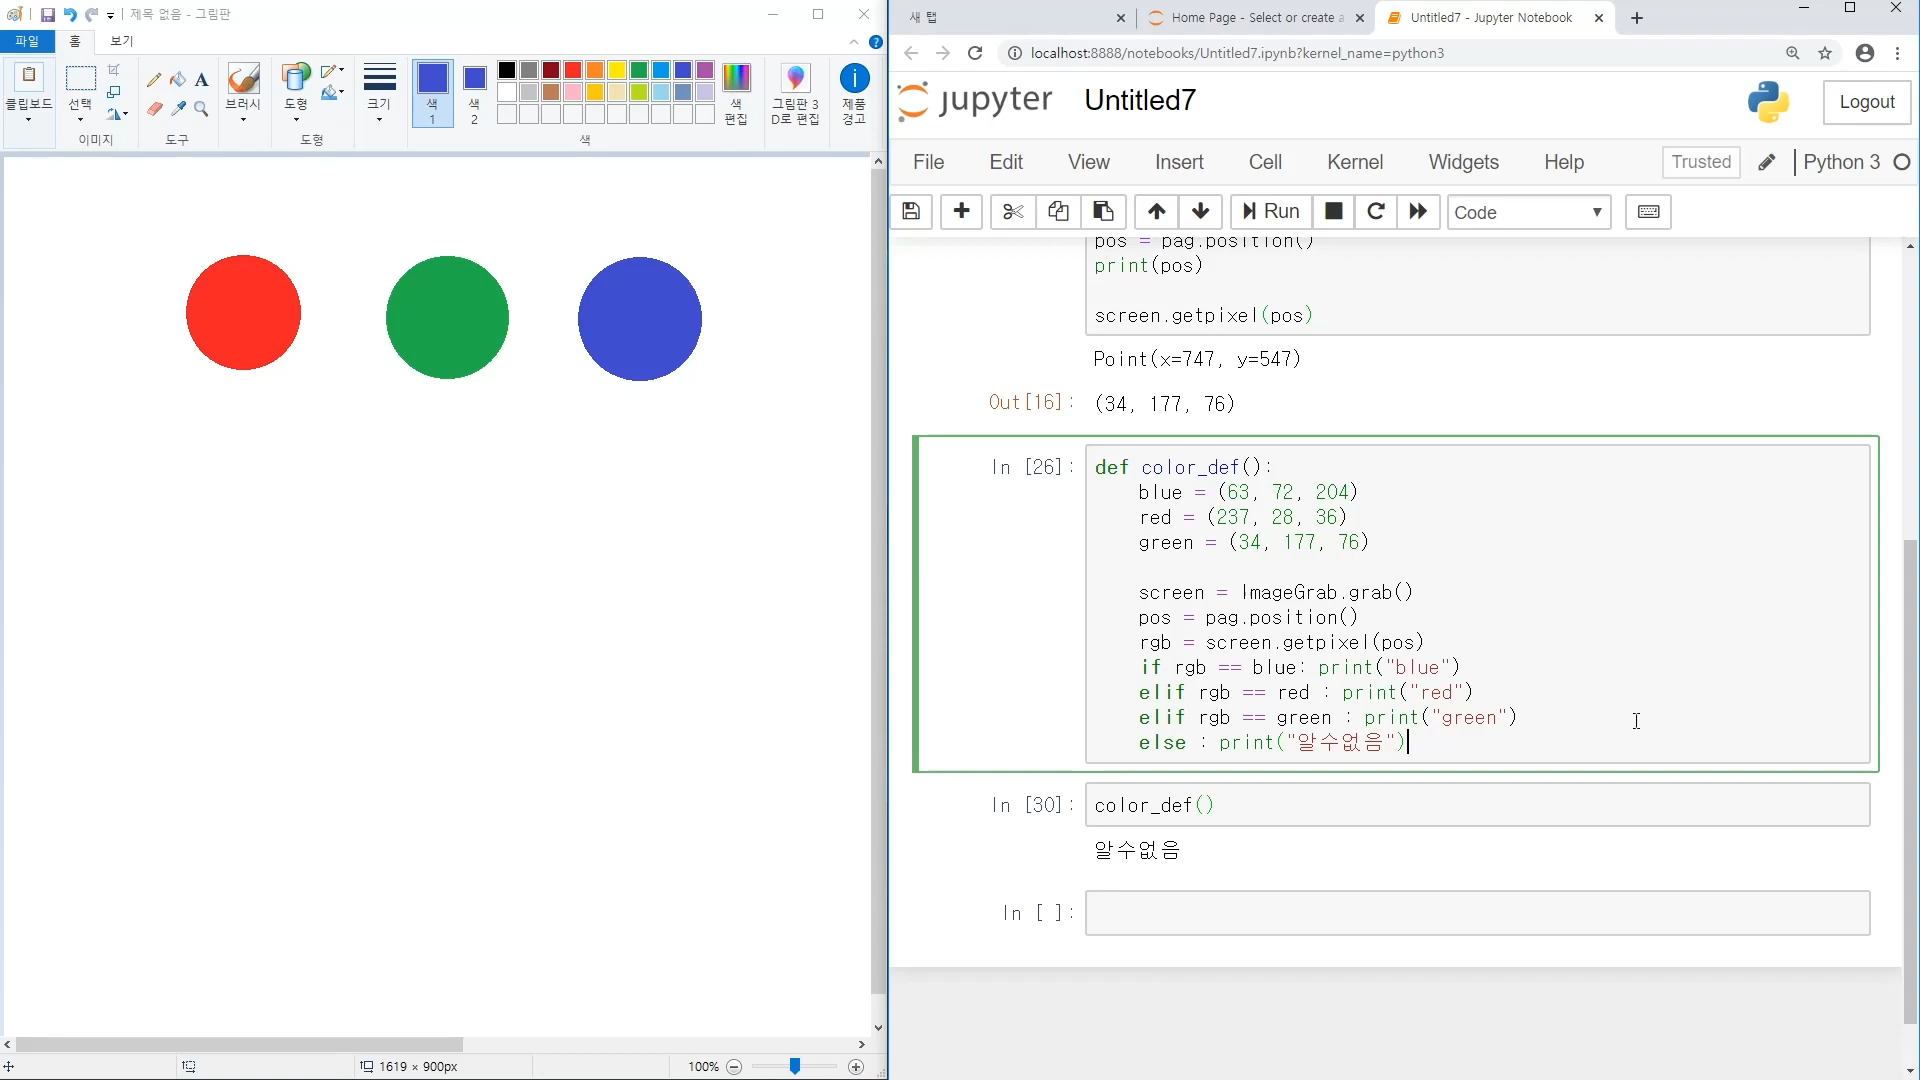 제목 없음 - 그림판
파일 홈 보기
클립보드
선택
이미지
A
도구
브러시
도형
도형
크기
색
1
색
2
색
편집
색
그림판 3
D로 편집
제품
경고
1619 × 900px
100%
새 탭
Home Page - Select or create a
Untitled7 - Jupyter Notebook
localhost:8888/notebooks/Untitled7.ipynb?kernel_name=python3
jupyter Untitled7
Logout
File Edit View Insert Cell Kernel Widgets Help
Trusted Python 3
Run
Code
pos = pag.position()
print(pos)
screen.getpixel(pos)
Point(x=747, y=547)
Out[16]: (34, 177, 76)
In [26]: def color_def():
blue = (63, 72, 204)
red = (237, 28, 36)
green = (34, 177, 76)
screen = ImageGrab.grab()
pos = pag.position()
rgb = screen.getpixel(pos)
if rgb == blue: print("blue")
elif rgb == red : print("red")
elif rgb == green : print("green")
else : print("알수없음")
In [30]: color_def()
알수없음
In [ ]: